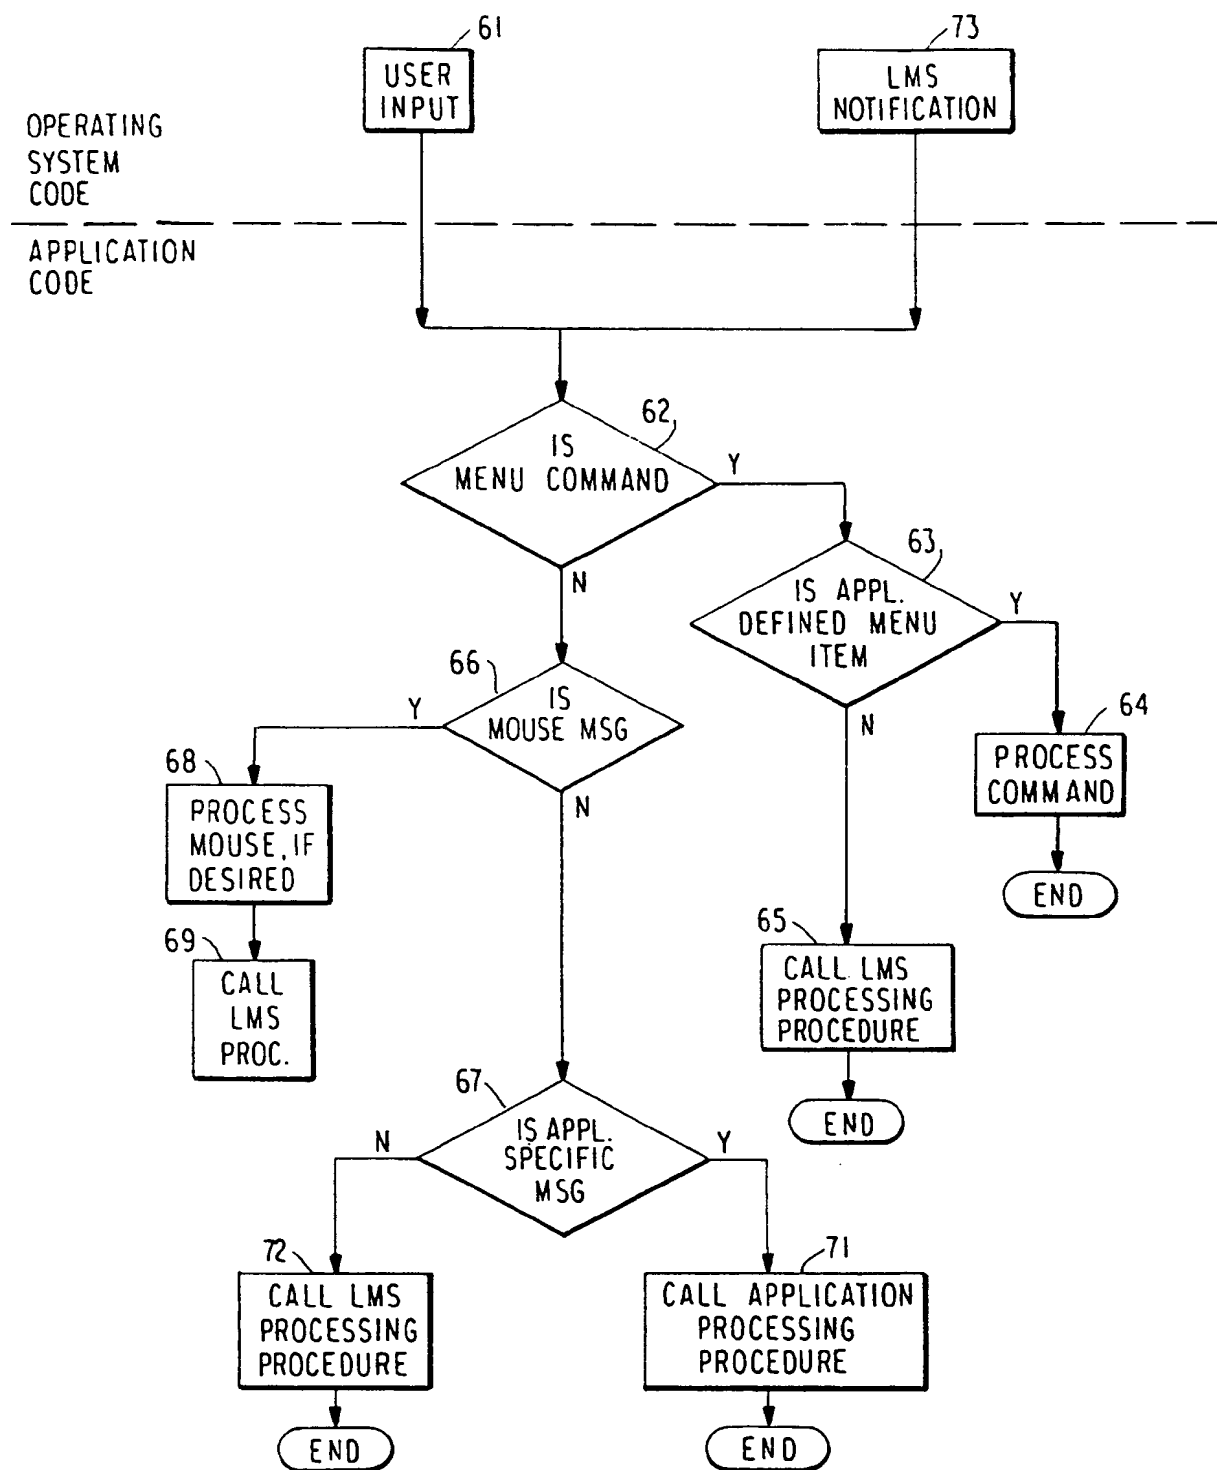 61
73
USER
INPUT
LMS
NOTIFICATION
OPERATING
SYSTEM
CODE
APPLICATION
CODE
62
IS
MENU COMMAND
Y
N
63
IS APPL.
DEFINED MENU
ITEM
Y
N
66
IS
MOUSE MSG
Y
N
64
PROCESS
COMMAND
END
68
PROCESS
MOUSE, IF
DESIRED
69
CALL
LMS
PROC.
65
CALL LMS
PROCESSING
PROCEDURE
END
67
IS APPL.
SPECIFIC
MSG
N
Y
72
CALL LMS
PROCESSING
PROCEDURE
END
71
CALL APPLICATION
PROCESSING
PROCEDURE
END